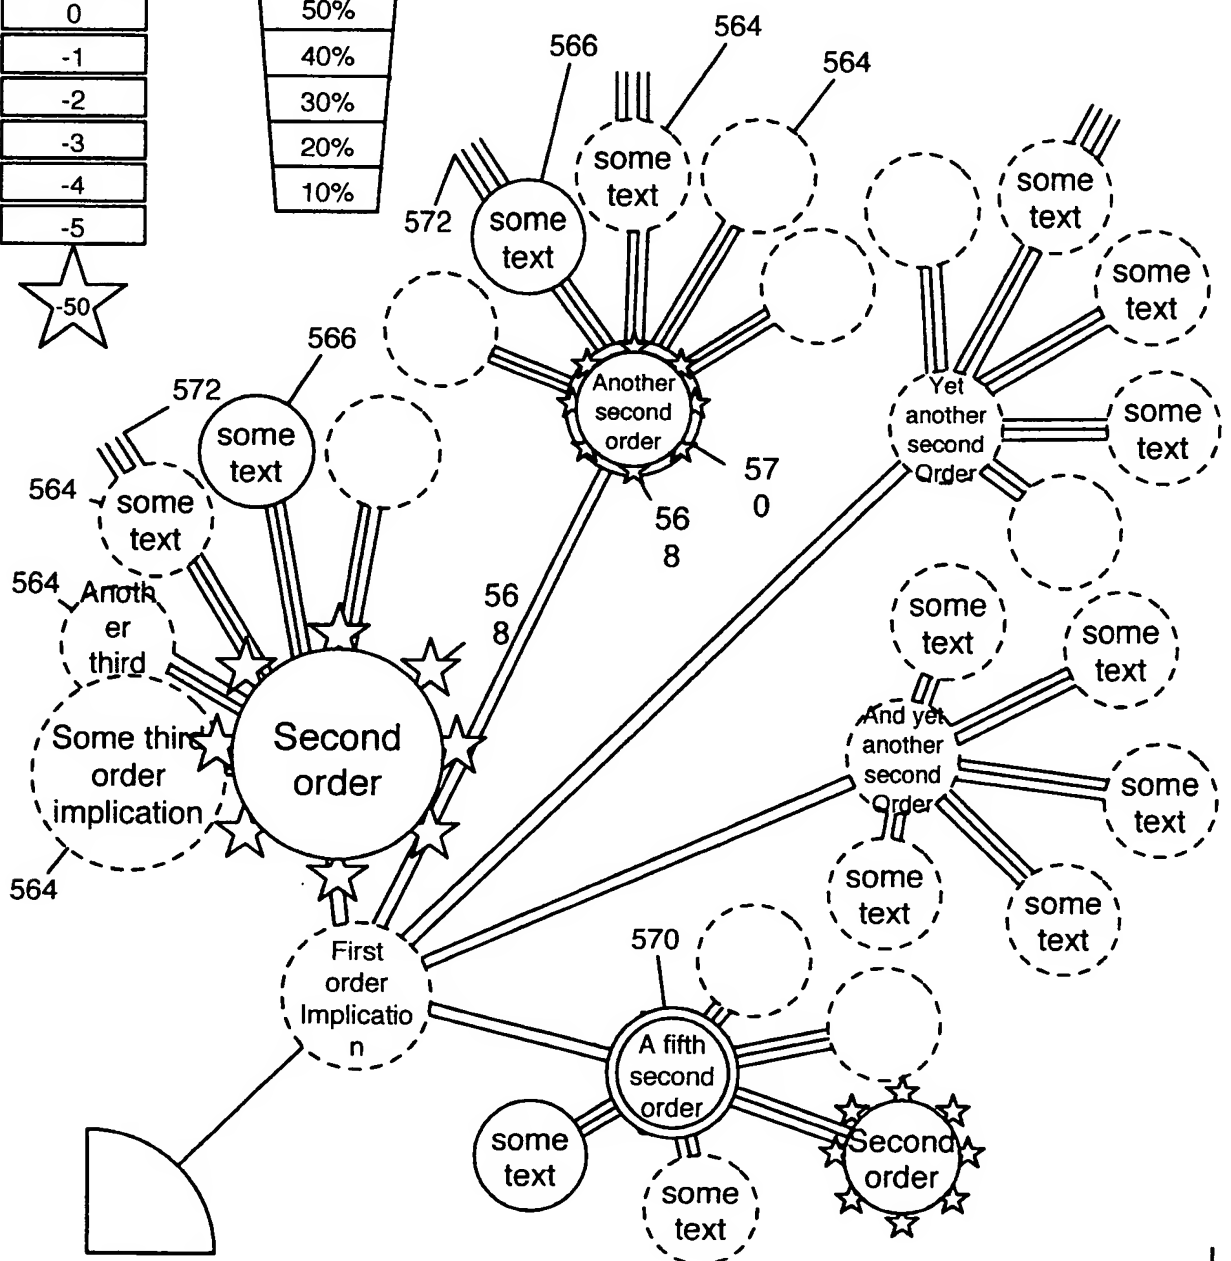 0
-1
-2
-3
-4
-5
-50
50%
40%
30%
20%
10%
566
564
564
572
some
text
some
text
some
text
some
text
some
text
Another
second
order
Yet
another
second
Order
57
0
56
8
566
572
564
some
text
some
text
564
Anoth
er
third
56
8
Some third
order
implication
564
Second
order
some
text
some
text
And yet
another
second
Order
some
text
some
text
some
text
First
order
Implicatio
n
570
A fifth
second
order
some
text
some
text
Second
order